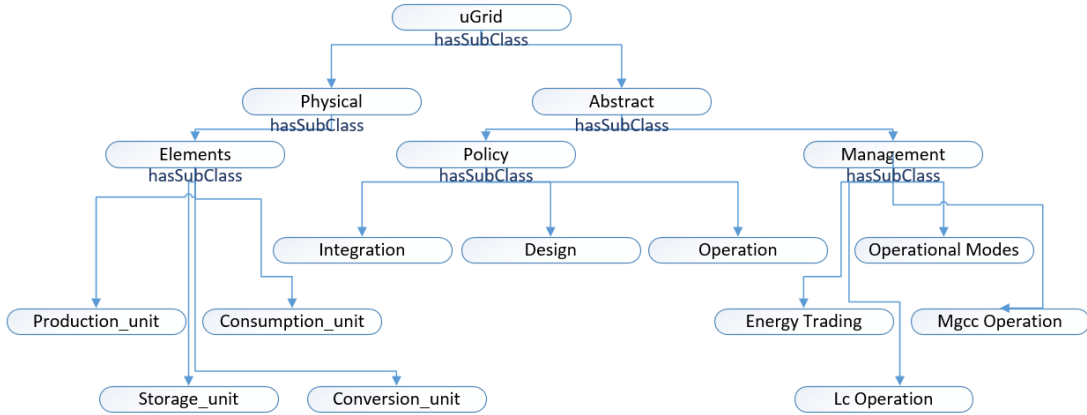 uGrid
hasSubClass
Physical
Abstract
hasSubClass
hasSubClass
Elements
Policy
Management
hasSubClass
hasSubClass
hasSubClass
Integration
Design
Operation
Operational Modes
Production_unit
Consumption_unit
Energy Trading
Mgcc Operation
Storage_unit
Conversion_unit
Lc Operation